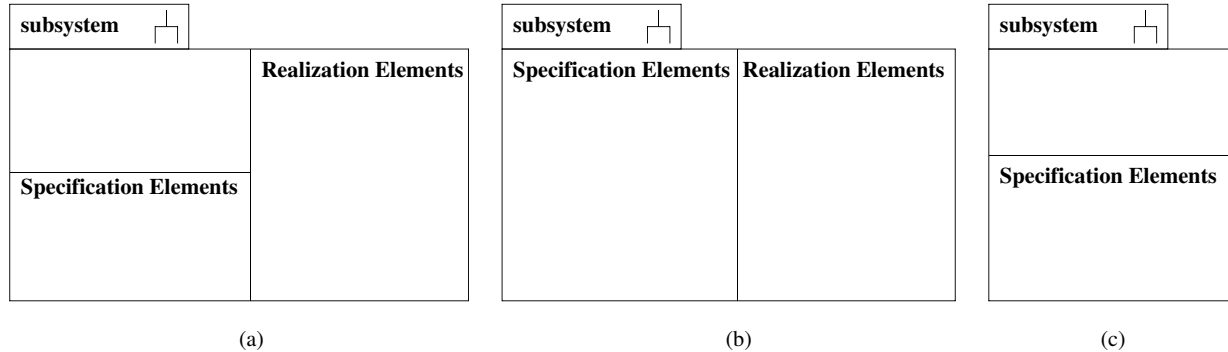 subsystem
Realization Elements
Specification Elements
(a)
subsystem
Specification Elements
Realization Elements
(b)
subsystem
Specification Elements
(c)